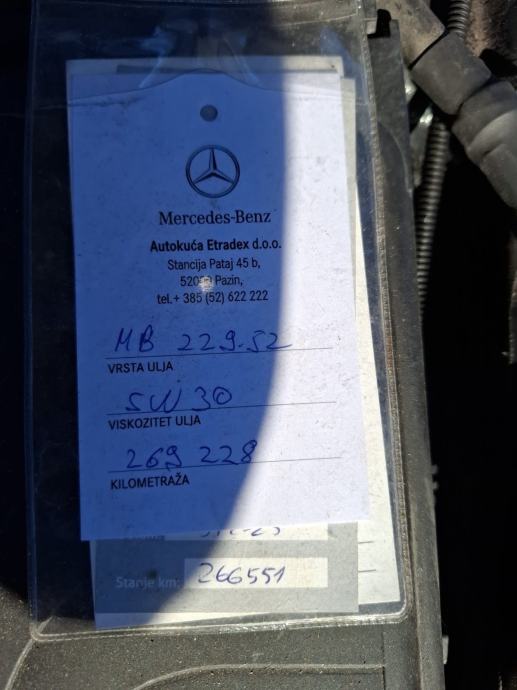 Mercedes-Benz
Autokuća Etradex d.o.o.
Stancija Pataj 45 b,
Pazin,
tel.+ 385 (52) 622 222
MB 229.52
VRSTA ULJA
5W30
VISKOZITET ULJA
269 228
KILOMETRAŽA
Stanje km: 266551